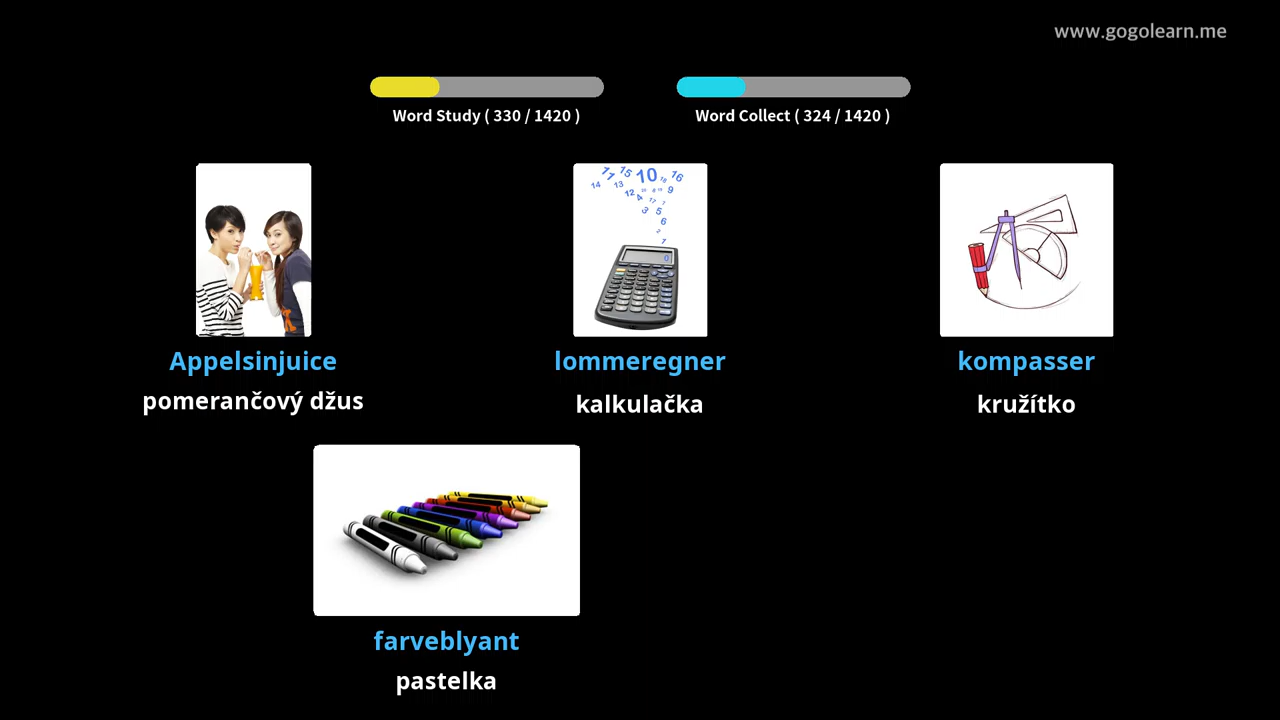 www.gogolearn.me
Word Study ( 330 / 1420 )
Word Collect ( 324 / 1420 )
Appelsinjuice
pomerančový džus
lommeregner
kalkulačka
kompasser
kružítko
farveblyant
pastelka